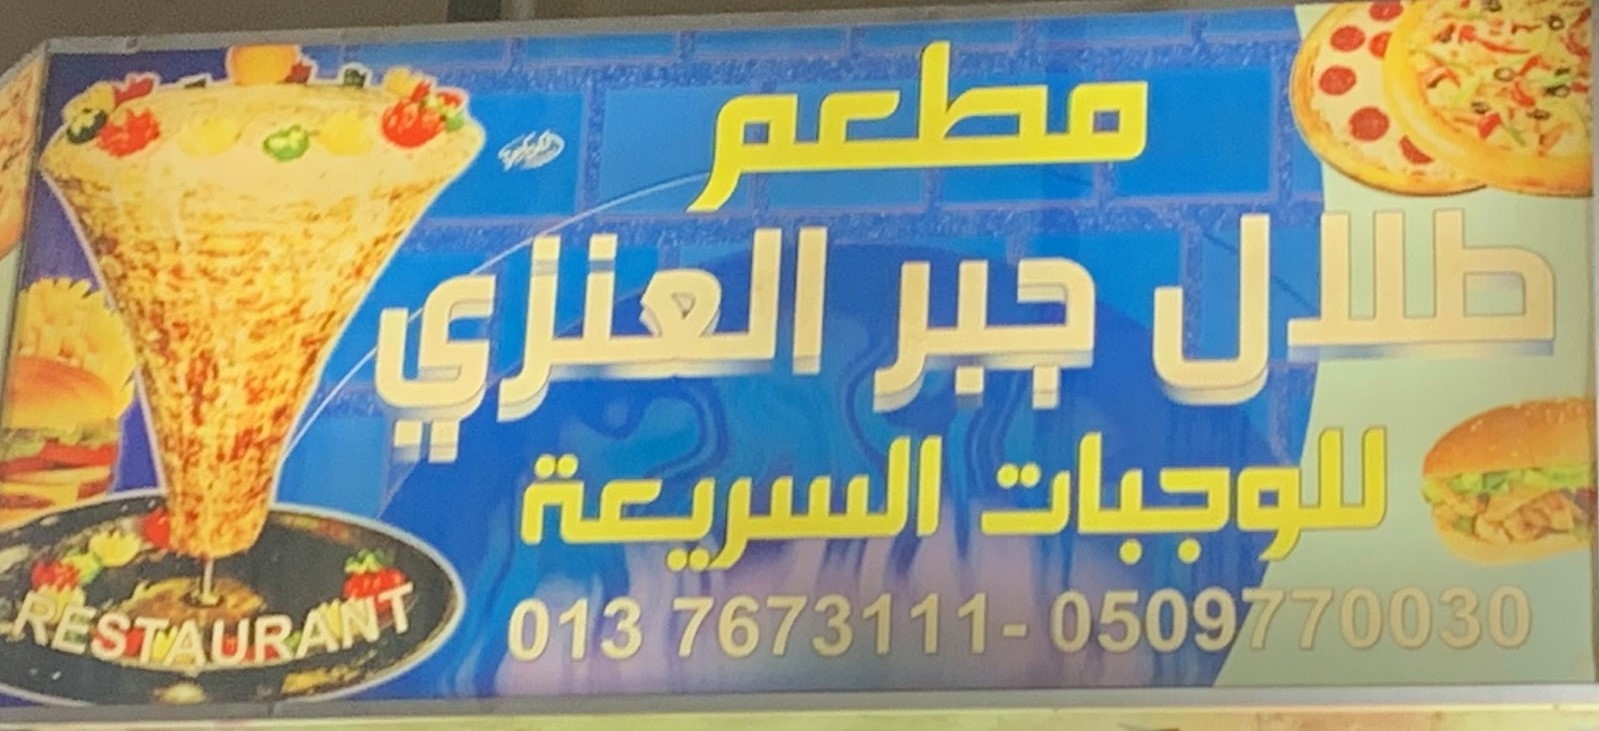 مطعم
طلال جبر العنزي
للوجبات السريعة
013 7673111- 0509770030
RESTAURANT